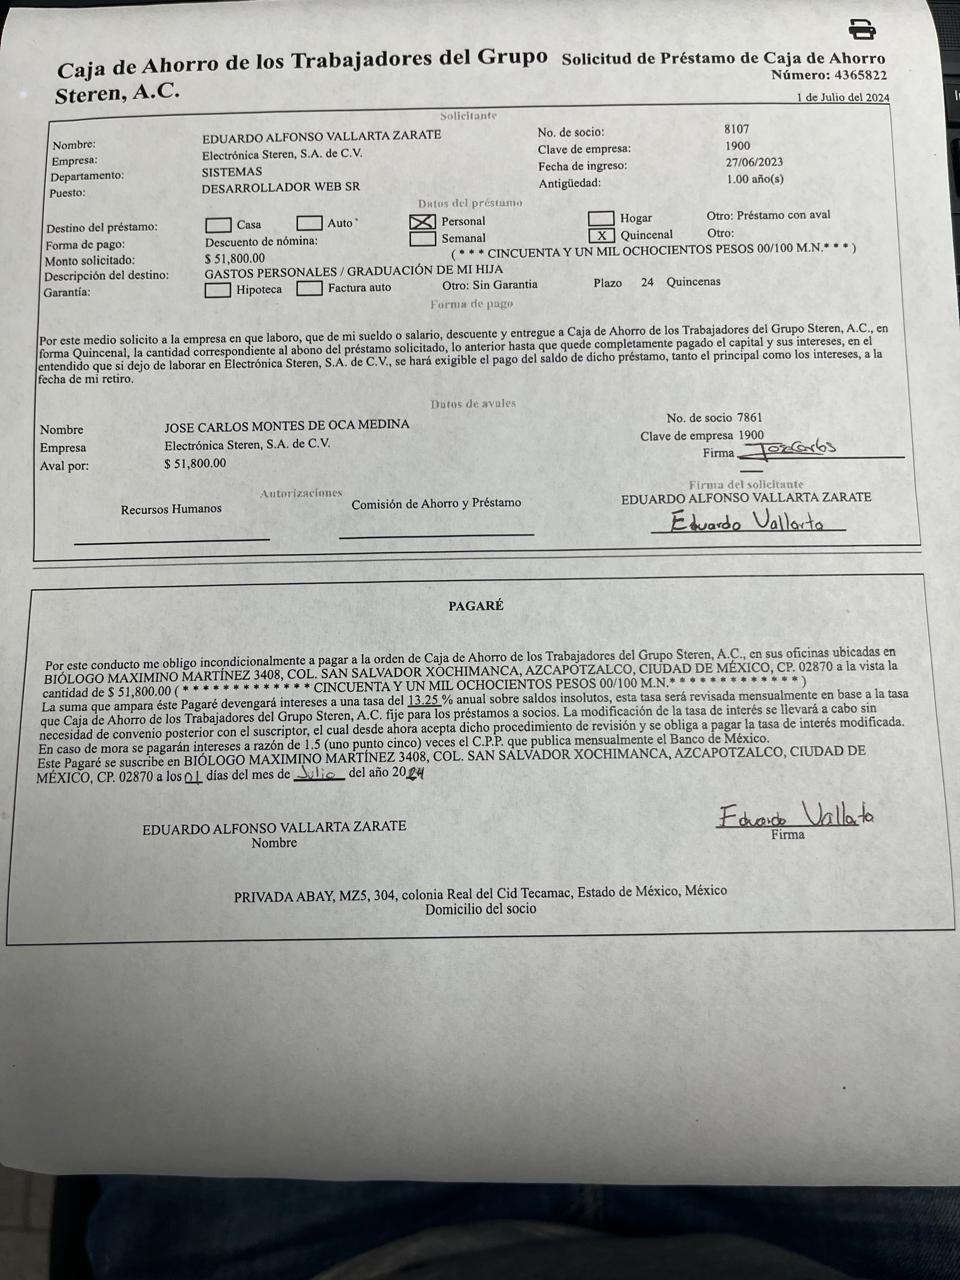 Caja de Ahorro de los Trabajadores del Grupo Steren, A.C.
Solicitud de Préstamo de Caja de Ahorro
Número: 4365822
1 de Julio del 2024
Solicitante
Nombre: EDUARDO ALFONSO VALLARTA ZARATE No. de socio: 8107
Empresa: Electrónica Steren, S.A. de C.V. Clave de empresa: 1900
Departamento: SISTEMAS Fecha de ingreso: 27/06/2023
Puesto: DESARROLLADOR WEB SR Antigüedad: 1.00 año(s)
Datos del préstamo
Destino del préstamo: Casa Auto X Personal Hogar Otro: Préstamo con aval
Forma de pago: Descuento de nómina: Semanal X Quincenal Otro:
Monto solicitado: $ 51,800.00 (***CINCUENTA Y UN MIL OCHOCIENTOS PESOS 00/100 M.N.***)
Descripción del destino: GASTOS PERSONALES / GRADUACIÓN DE MI HIJA
Garantía: Hipoteca Factura auto Otro: Sin Garantia Plazo 24 Quincenas
Forma de pago
Por este medio solicito a la empresa en que laboro, que de mi sueldo o salario, descuente y entregue a Caja de Ahorro de los Trabajadores del Grupo Steren, A.C., en
forma Quincenal, la cantidad correspondiente al abono del préstamo solicitado, lo anterior hasta que quede completamente pagado el capital y sus intereses, en el
entendido que si dejo de laborar en Electrónica Steren, S.A. de C.V., se hará exigible el pago del saldo de dicho préstamo, tanto el principal como los intereses, a la
fecha de mi retiro.
Datos de avales
Nombre JOSE CARLOS MONTES DE OCA MEDINA No. de socio 7861
Empresa Electrónica Steren, S.A. de C.V. Clave de empresa 1900
Aval por: $ 51,800.00 Firma JoseCarlos
Autorizaciones Firma del solicitante
Recursos Humanos Comisión de Ahorro y Préstamo EDUARDO ALFONSO VALLARTA ZARATE
Eduardo Vallarta
PAGARÉ
Por este conducto me obligo incondicionalmente a pagar a la orden de Caja de Ahorro de los Trabajadores del Grupo Steren, A.C., en sus oficinas ubicadas en
BIÓLOGO MAXIMINO MARTÍNEZ 3408, COL. SAN SALVADOR XOCHIMANCA, AZCAPOTZALCO, CIUDAD DE MÉXICO, CP. 02870 a la vista la
cantidad de $ 51,800.00 (*************CINCUENTA Y UN MIL OCHOCIENTOS PESOS 00/100 M.N.*************)
La suma que ampara éste Pagaré devengará intereses a una tasa del 13.25 % anual sobre saldos insolutos, esta tasa será revisada mensualmente en base a la tasa
que Caja de Ahorro de los Trabajadores del Grupo Steren, A.C. fije para los préstamos a socios. La modificación de la tasa de interés se llevará a cabo sin
necesidad de convenio posterior con el suscriptor, el cual desde ahora acepta dicho procedimiento de revisión y se obliga a pagar la tasa de interés modificada.
En caso de mora se pagarán intereses a razón de 1.5 (uno punto cinco) veces el C.P.P. que publica mensualmente el Banco de México.
Este Pagaré se suscribe en BIÓLOGO MAXIMINO MARTÍNEZ 3408, COL. SAN SALVADOR XOCHIMANCA, AZCAPOTZALCO, CIUDAD DE
MÉXICO, CP. 02870 a los 01 días del mes de Julio del año 2024
EDUARDO ALFONSO VALLARTA ZARATE Eduardo Vallarta
Nombre Firma
PRIVADA ABAY, MZ5, 304, colonia Real del Cid Tecamac, Estado de México, México
Domicilio del socio